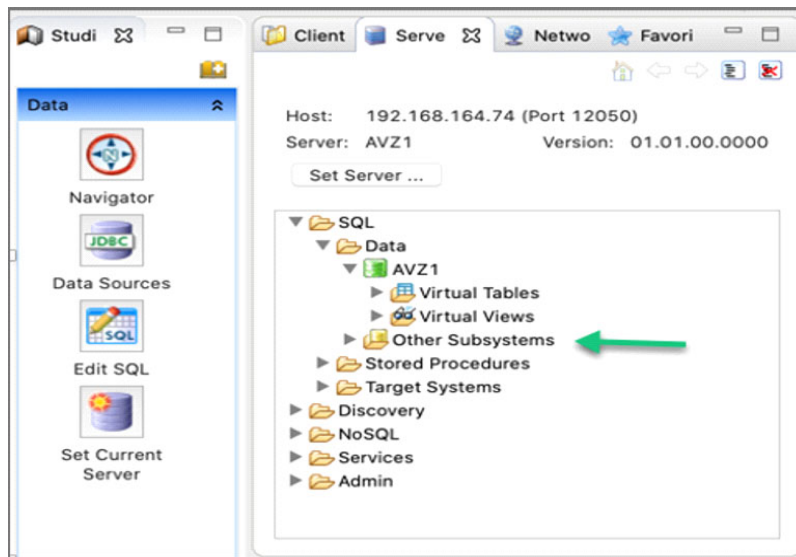 Studi
Data
Navigator
JDBC
Data Sources
SQL
Edit SQL
Set Current
Server
Client Serve Netwo Favori
Host: 192.168.164.74 (Port 12050)
Server: AVZ1 Version: 01.01.00.0000
Set Server ...
SQL
Data
AVZ1
Virtual Tables
Virtual Views
Other Subsystems
Stored Procedures
Target Systems
Discovery
NoSQL
Services
Admin